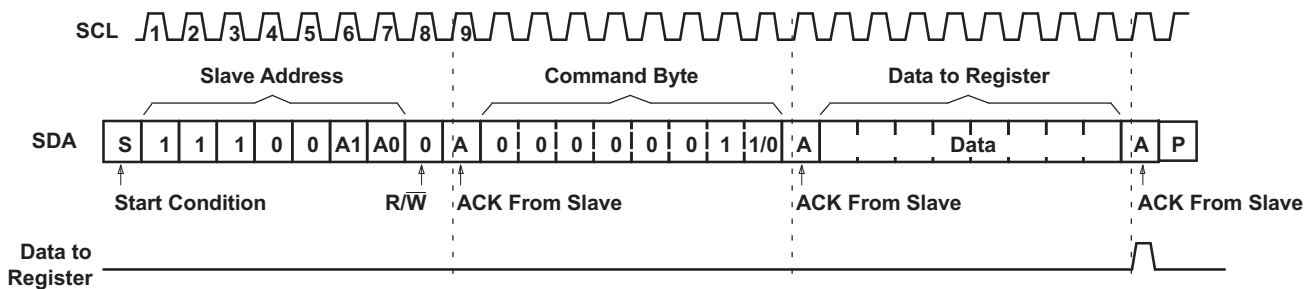 SCL 1 2 3 4 5 6 7 8 9
Slave Address Command Byte Data to Register
SDA S 1 1 1 0 0 A1 A0 0 A 0 0 0 0 0 0 1 1/0 A Data A P
Start Condition R/W̅ ACK From Slave ACK From Slave ACK From Slave
Data to
Register